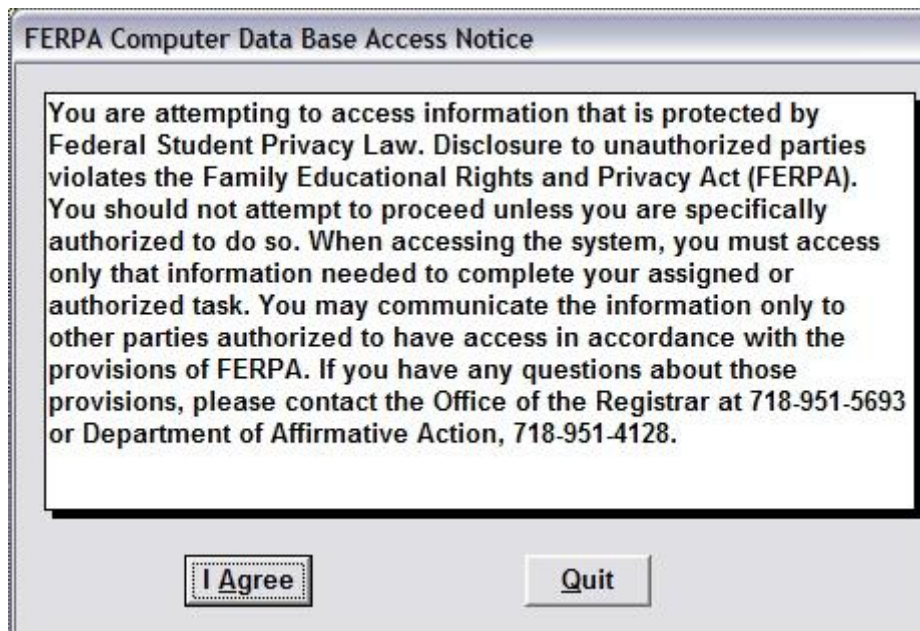 FERPA Computer Data Base Access Notice
You are attempting to access information that is protected by
Federal Student Privacy Law. Disclosure to unauthorized parties
violates the Family Educational Rights and Privacy Act (FERPA).
You should not attempt to proceed unless you are specifically
authorized to do so. When accessing the system, you must access
only that information needed to complete your assigned or
authorized task. You may communicate the information only to
other parties authorized to have access in accordance with the
provisions of FERPA. If you have any questions about those
provisions, please contact the Office of the Registrar at 718-951-5693
or Department of Affirmative Action, 718-951-4128.
I Agree
Quit